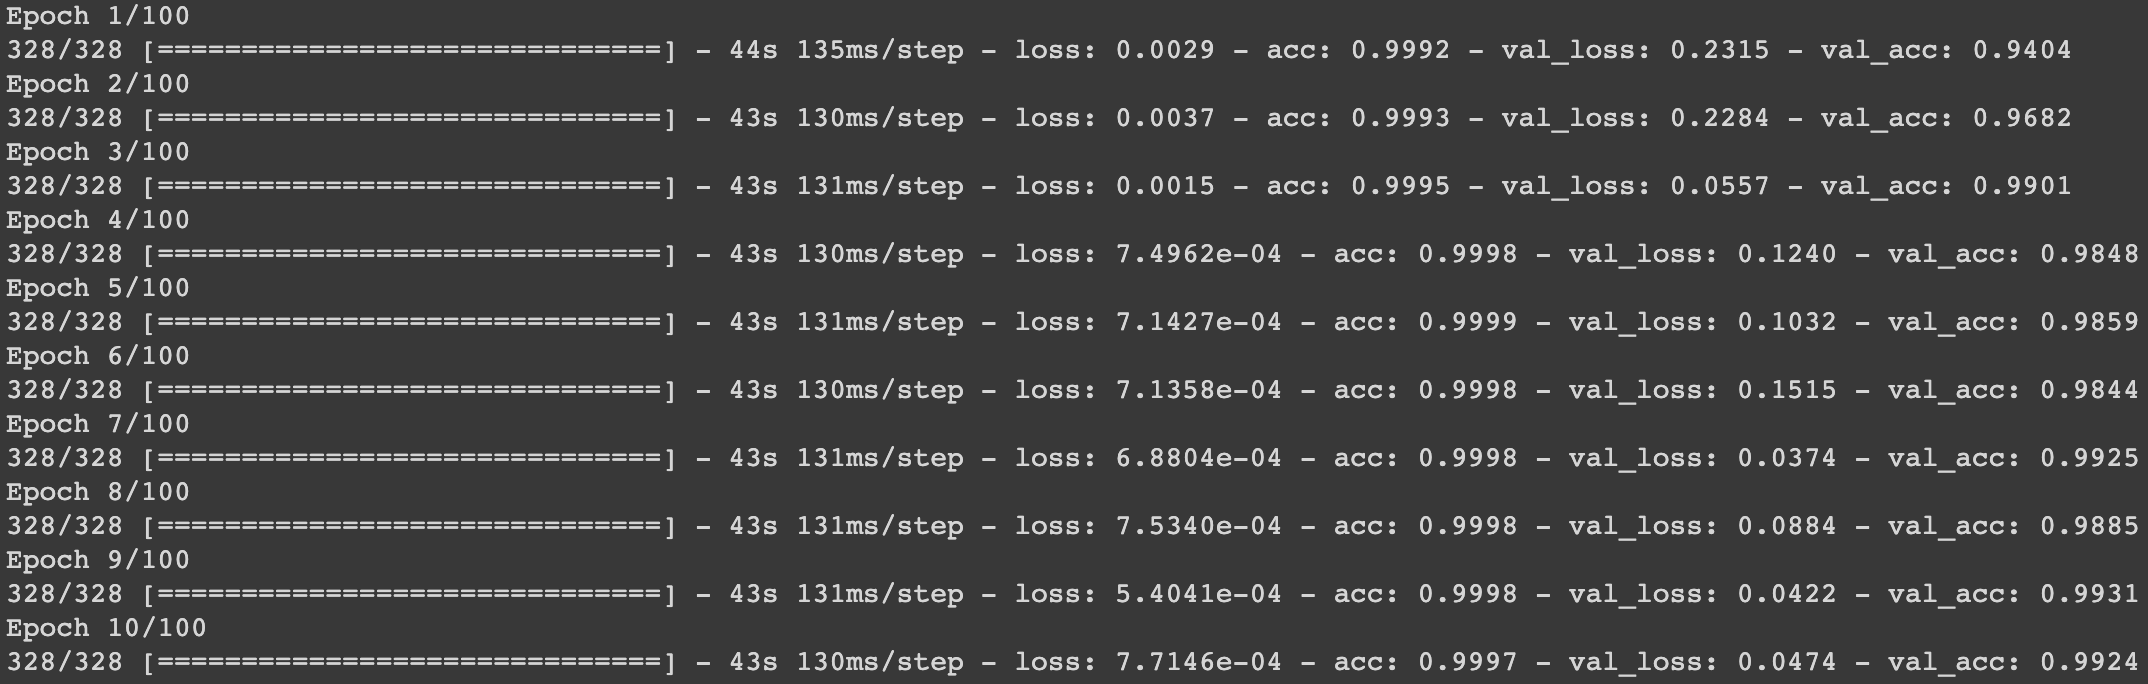 Epoch 1/100
328/328 [==============================] - 44s 135ms/step - loss: 0.0029 - acc: 0.9992 - val_loss: 0.2315 - val_acc: 0.9404
Epoch 2/100
328/328 [==============================] - 43s 130ms/step - loss: 0.0037 - acc: 0.9993 - val_loss: 0.2284 - val_acc: 0.9682
Epoch 3/100
328/328 [==============================] - 43s 131ms/step - loss: 0.0015 - acc: 0.9995 - val_loss: 0.0557 - val_acc: 0.9901
Epoch 4/100
328/328 [==============================] - 43s 130ms/step - loss: 7.4962e-04 - acc: 0.9998 - val_loss: 0.1240 - val_acc: 0.9848
Epoch 5/100
328/328 [==============================] - 43s 131ms/step - loss: 7.1427e-04 - acc: 0.9999 - val_loss: 0.1032 - val_acc: 0.9859
Epoch 6/100
328/328 [==============================] - 43s 130ms/step - loss: 7.1358e-04 - acc: 0.9998 - val_loss: 0.1515 - val_acc: 0.9844
Epoch 7/100
328/328 [==============================] - 43s 131ms/step - loss: 6.8804e-04 - acc: 0.9998 - val_loss: 0.0374 - val_acc: 0.9925
Epoch 8/100
328/328 [==============================] - 43s 131ms/step - loss: 7.5340e-04 - acc: 0.9998 - val_loss: 0.0884 - val_acc: 0.9885
Epoch 9/100
328/328 [==============================] - 43s 131ms/step - loss: 5.4041e-04 - acc: 0.9998 - val_loss: 0.0422 - val_acc: 0.9931
Epoch 10/100
328/328 [==============================] - 43s 130ms/step - loss: 7.7146e-04 - acc: 0.9997 - val_loss: 0.0474 - val_acc: 0.9924